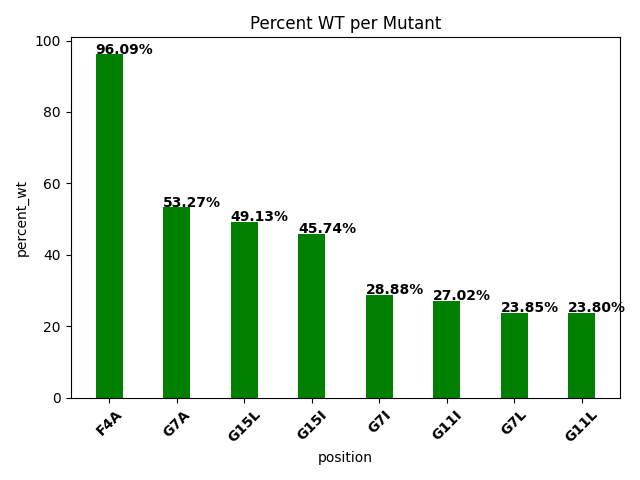 Percent WT per Mutant
percent_wt
100
80
60
40
20
0
96.09%
53.27%
49.13%
45.74%
28.88%
27.02%
23.85%
23.80%
F4A
G7A
G15L
G15I
G7I
G11I
G7L
G11L
position